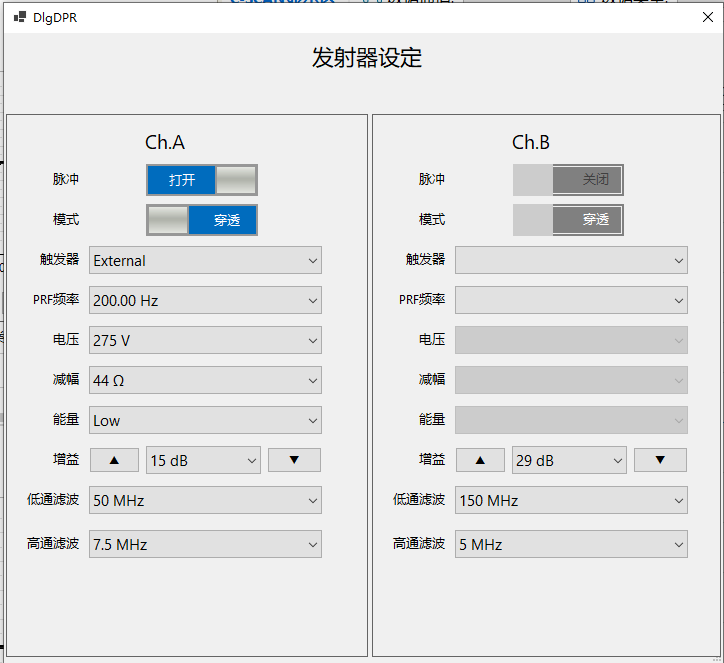 DlgDPR
发射器设定
Ch.A
脉冲 打开
模式 穿透
触发器 External
PRF频率 200.00 Hz
电压 275 V
减幅 44 Ω
能量 Low
增益 ▲ 15 dB ▼
低通滤波 50 MHz
高通滤波 7.5 MHz
Ch.B
脉冲 关闭
模式 穿透
触发器
PRF频率
电压
减幅
能量
增益 ▲ 29 dB ▼
低通滤波 150 MHz
高通滤波 5 MHz